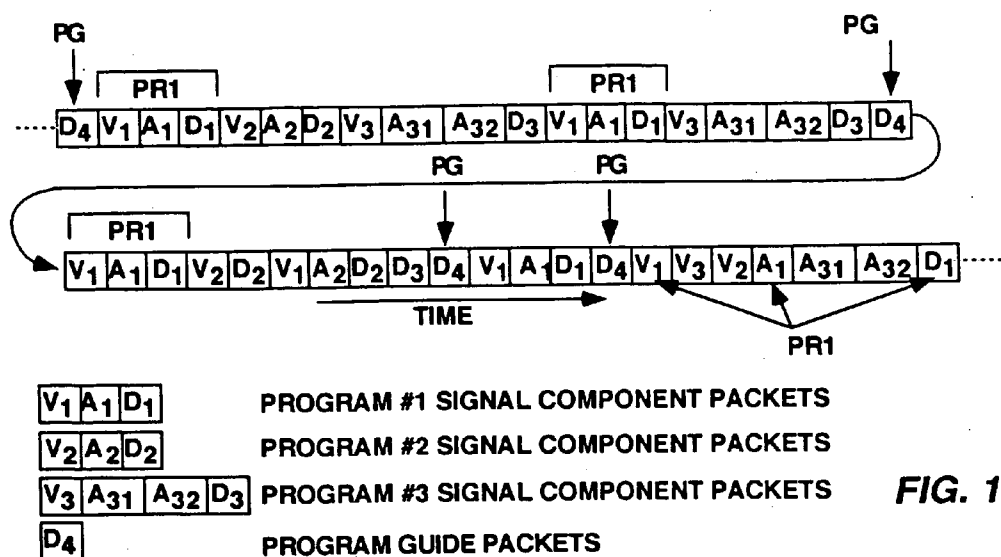 PG PG
PR1 PR1
D4 V1 A1 D1 V2 A2 D2 V3 A31 A32 D3 V1 A1 D1 V3 A31 A32 D3 D4
PG PG
PR1
V1 A1 D1 V2 D2 V1 A2 D2 D3 D4 V1 A1 D1 D4 V1 V3 V2 A1 A31 A32 D1
TIME
PR1
V1 A1 D1 PROGRAM #1 SIGNAL COMPONENT PACKETS
V2 A2 D2 PROGRAM #2 SIGNAL COMPONENT PACKETS
V3 A31 A32 D3 PROGRAM #3 SIGNAL COMPONENT PACKETS FIG. 1
D4 PROGRAM GUIDE PACKETS